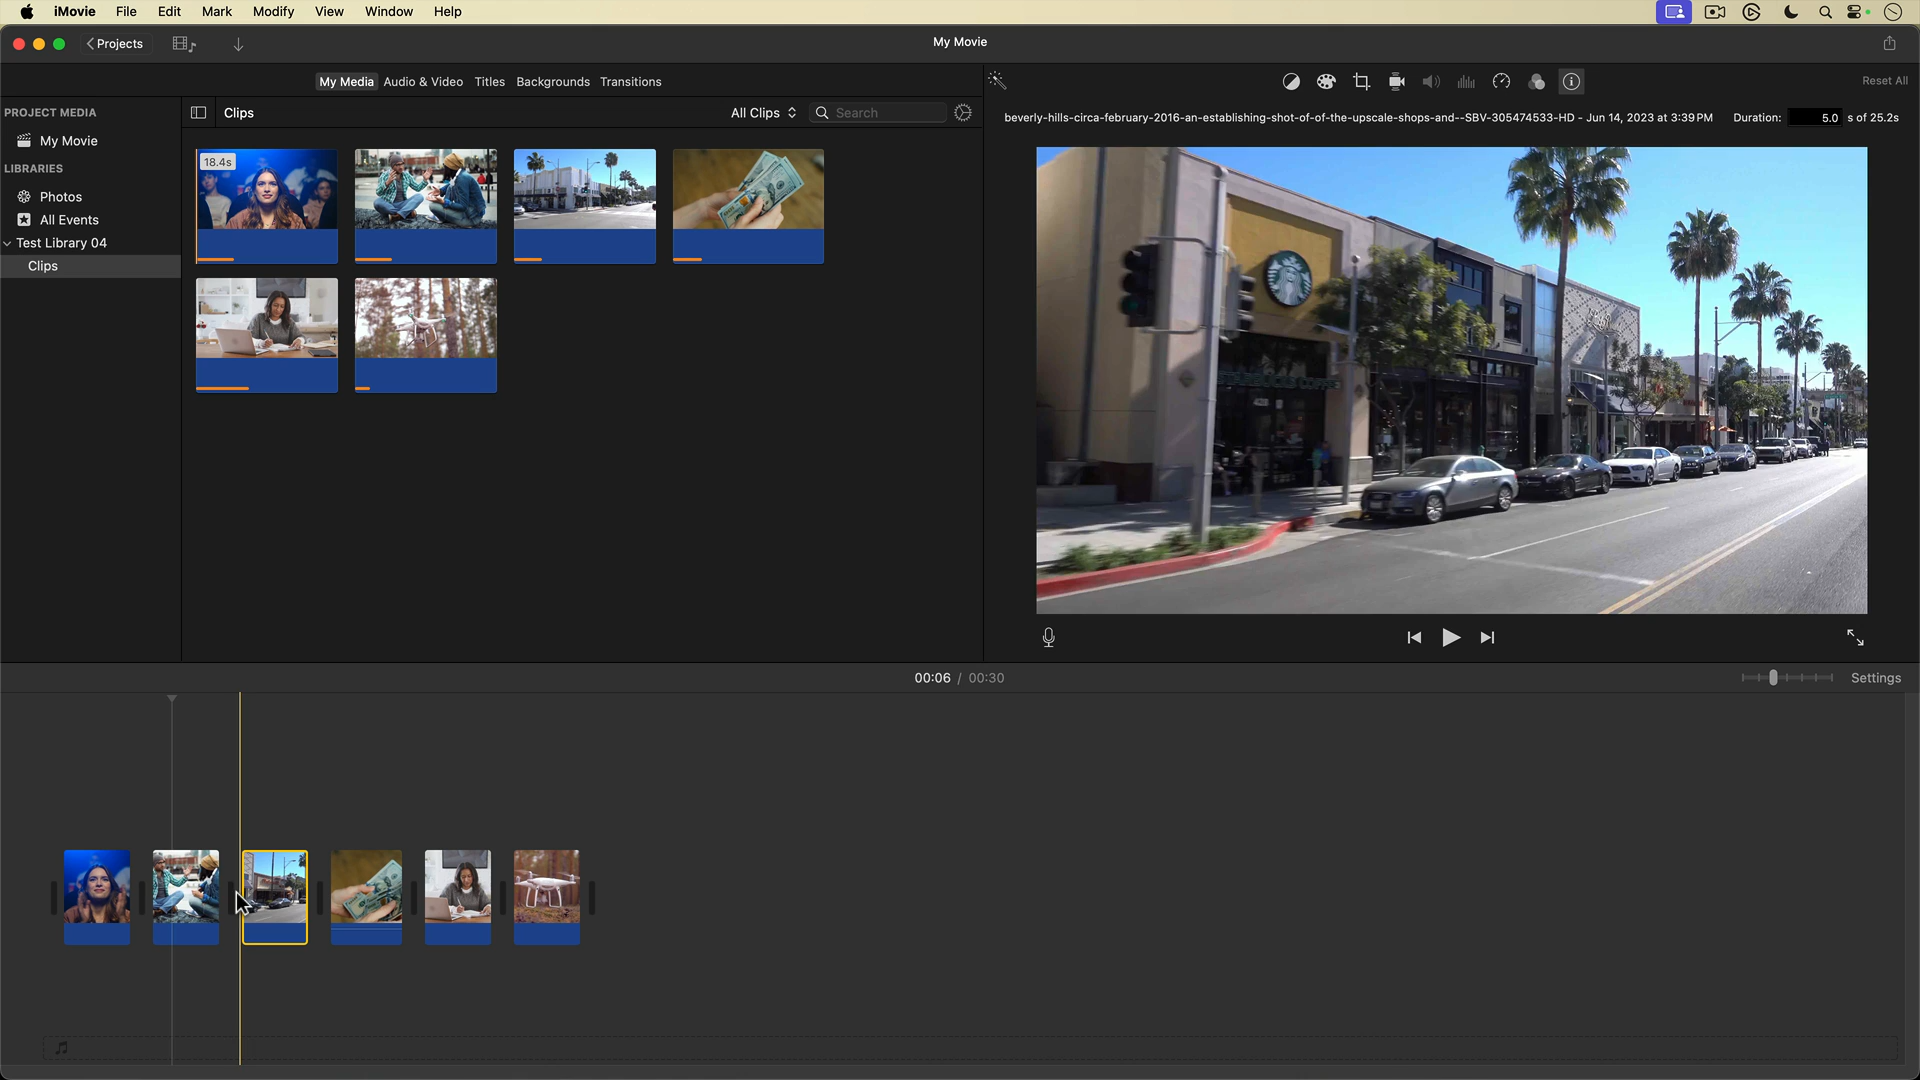 iMovie File Edit Mark Modify View Window Help
Projects
My Movie
My Media Audio & Video Titles Backgrounds Transitions
Reset All
PROJECT MEDIA
My Movie
LIBRARIES
Photos
All Events
Test Library 04
Clips
Clips
All Clips
Search
18.4s
beverly-hills-circa-february-2016-an-establishing-shot-of-of-the-upscale-shops-and--SBV-305474533-HD - Jun 14, 2023 at 3:39 PM
Duration: 5.0 s of 25.2s
STARBUCKS COFFEE
00:06 / 00:30
Settings